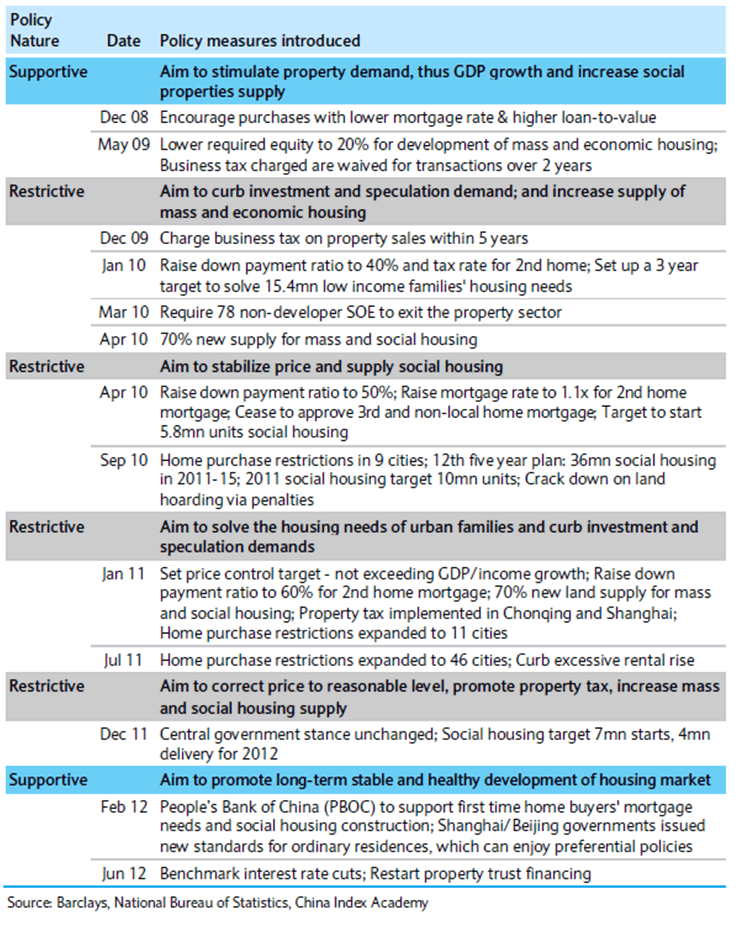 Policy
Nature Date Policy measures introduced
Supportive Aim to stimulate property demand, thus GDP growth and increase social
properties supply
Dec 08 Encourage purchases with lower mortgage rate & higher loan-to-value
May 09 Lower required equity to 20% for development of mass and economic housing;
Business tax charged are waived for transactions over 2 years
Restrictive Aim to curb investment and speculation demand; and increase supply of
mass and economic housing
Dec 09 Charge business tax on property sales within 5 years
Jan 10 Raise down payment ratio to 40% and tax rate for 2nd home; Set up a 3 year
target to solve 15.4mn low income families' housing needs
Mar 10 Require 78 non-developer SOE to exit the property sector
Apr 10 70% new supply for mass and social housing
Restrictive Aim to stabilize price and supply social housing
Apr 10 Raise down payment ratio to 50%; Raise mortgage rate to 1.1x for 2nd home
mortgage; Cease to approve 3rd and non-local home mortgage; Target to start
5.8mn units social housing
Sep 10 Home purchase restrictions in 9 cities; 12th five year plan: 36mn social housing
in 2011-15; 2011 social housing target 10mn units; Crack down on land
hoarding via penalties
Restrictive Aim to solve the housing needs of urban families and curb investment and
speculation demands
Jan 11 Set price control target - not exceeding GDP/income growth; Raise down
payment ratio to 60% for 2nd home mortgage; 70% new land supply for mass
and social housing; Property tax implemented in Chonqing and Shanghai;
Home purchase restrictions expanded to 11 cities
Jul 11 Home purchase restrictions expanded to 46 cities; Curb excessive rental rise
Restrictive Aim to correct price to reasonable level, promote property tax, increase mass
and social housing supply
Dec 11 Central government stance unchanged; Social housing target 7mn starts, 4mn
delivery for 2012
Supportive Aim to promote long-term stable and healthy development of housing market
Feb 12 People's Bank of China (PBOC) to support first time home buyers' mortgage
needs and social housing construction; Shanghai/Beijing governments issued
new standards for ordinary residences, which can enjoy preferential policies
Jun 12 Benchmark interest rate cuts; Restart property trust financing
Source: Barclays, National Bureau of Statistics, China Index Academy